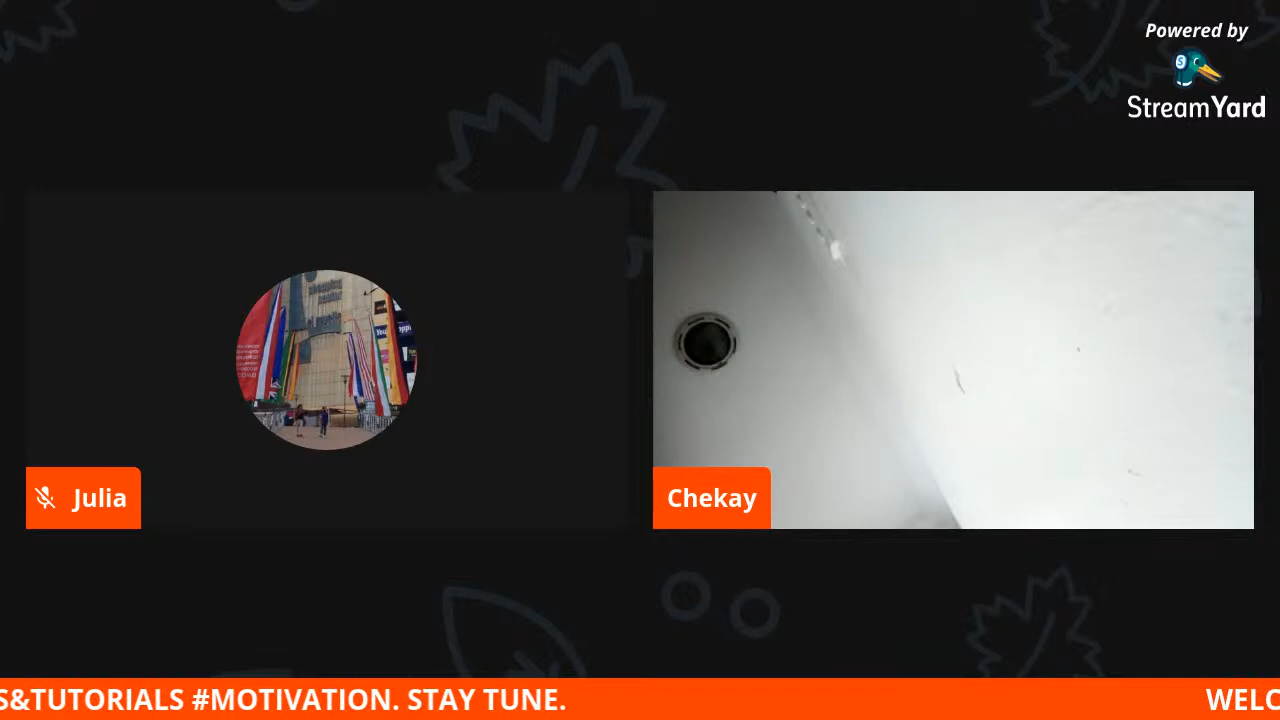 Powered by
StreamYard
Julia
Chekay
S&TUTORIALS #MOTIVATION. STAY TUNE.
WELC